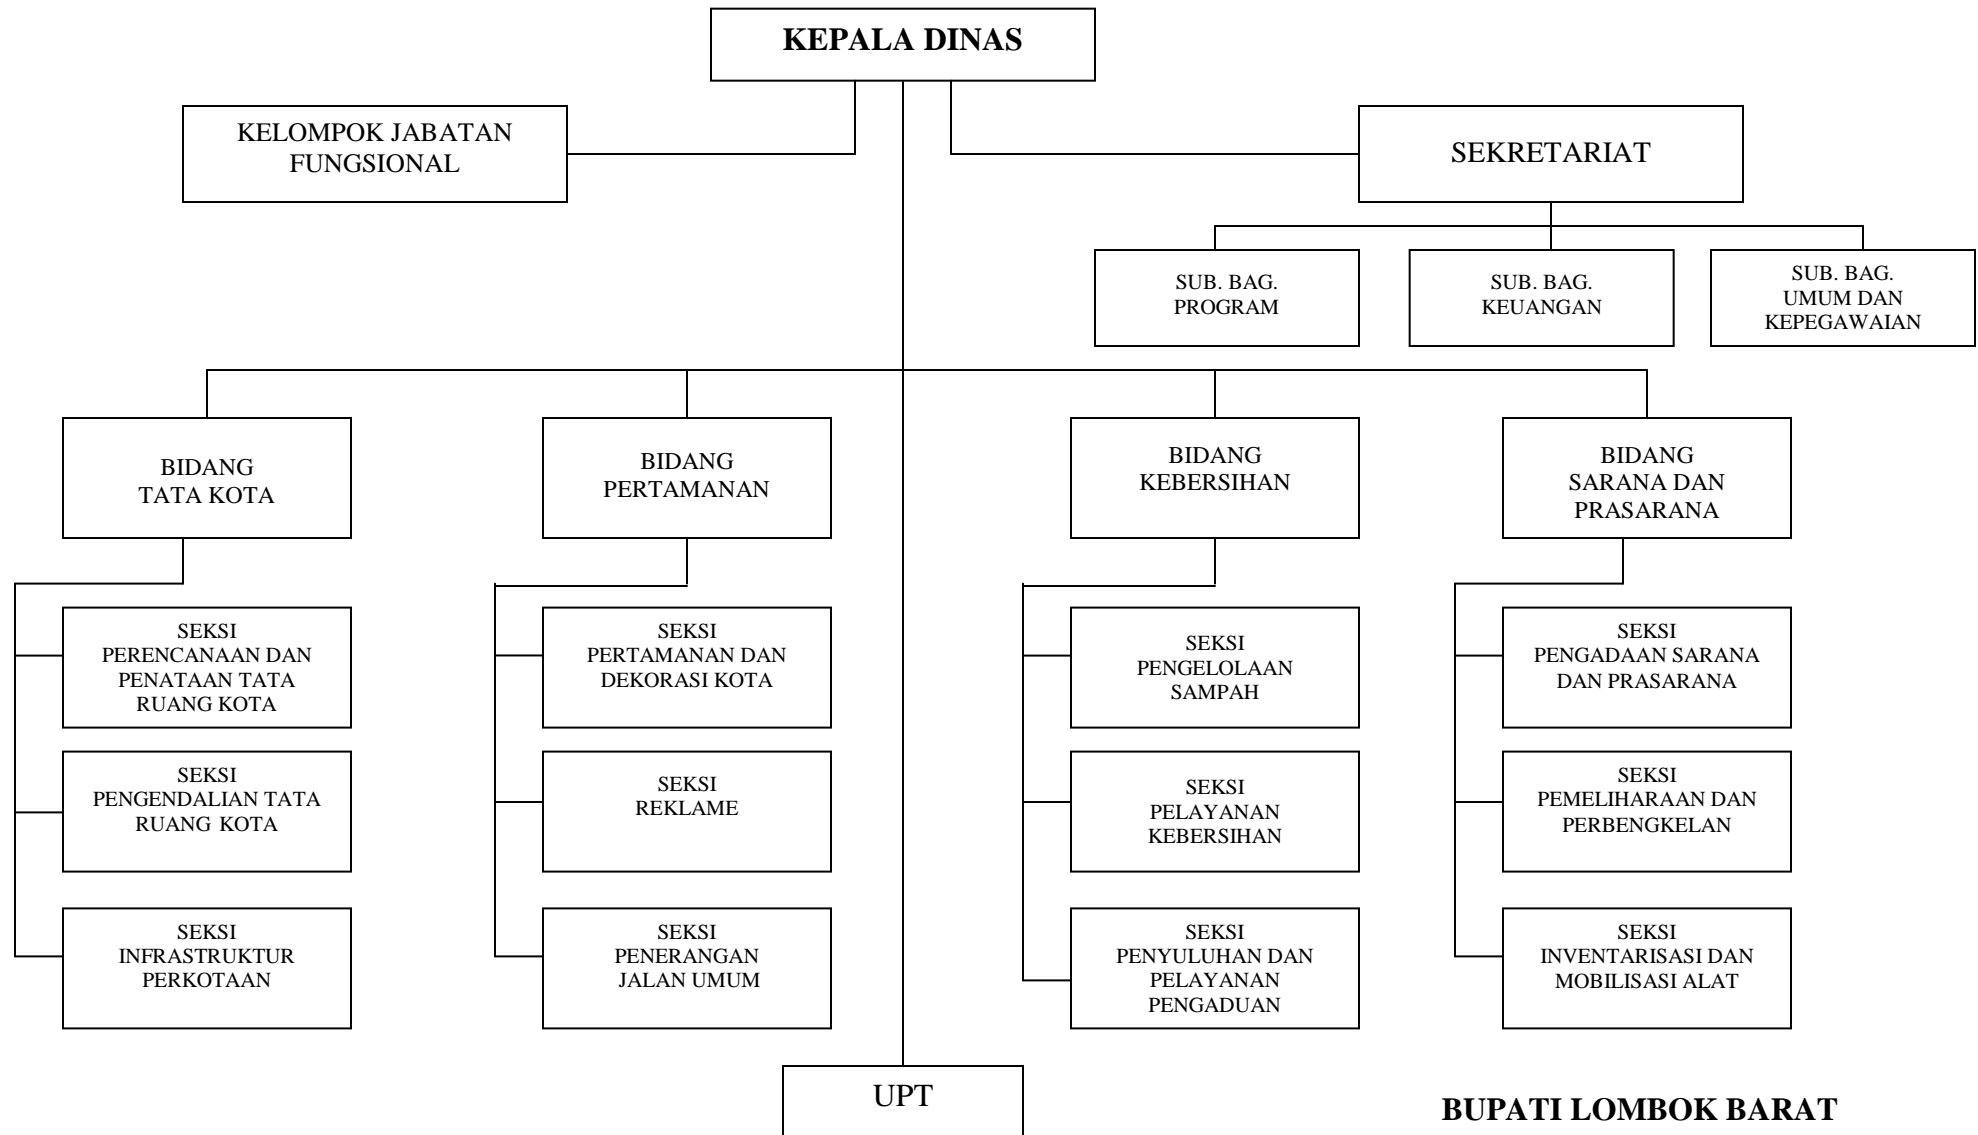 KEPALA DINAS
KELOMPOK JABATAN
FUNGSIONAL
SEKRETARIAT
SUB. BAG.
PROGRAM
SUB. BAG.
KEUANGAN
SUB. BAG.
UMUM DAN
KEPEGAWAIAN
BIDANG
TATA KOTA
BIDANG
PERTAMANAN
BIDANG
KEBERSIHAN
BIDANG
SARANA DAN
PRASARANA
SEKSI
PERENCANAAN DAN
PENATAAN TATA
RUANG KOTA
SEKSI
PERTAMANAN DAN
DEKORASI KOTA
SEKSI
PENGELOLAAN
SAMPAH
SEKSI
PENGADAAN SARANA
DAN PRASARANA
SEKSI
PENGENDALIAN TATA
RUANG KOTA
SEKSI
REKLAME
SEKSI
PELAYANAN
KEBERSIHAN
SEKSI
PEMELIHARAAN DAN
PERBENGKELAN
SEKSI
INFRASTRUKTUR
PERKOTAAN
SEKSI
PENERANGAN
JALAN UMUM
SEKSI
PENYULUHAN DAN
PELAYANAN
PENGADUAN
SEKSI
INVENTARISASI DAN
MOBILISASI ALAT
UPT
BUPATI LOMBOK BARAT